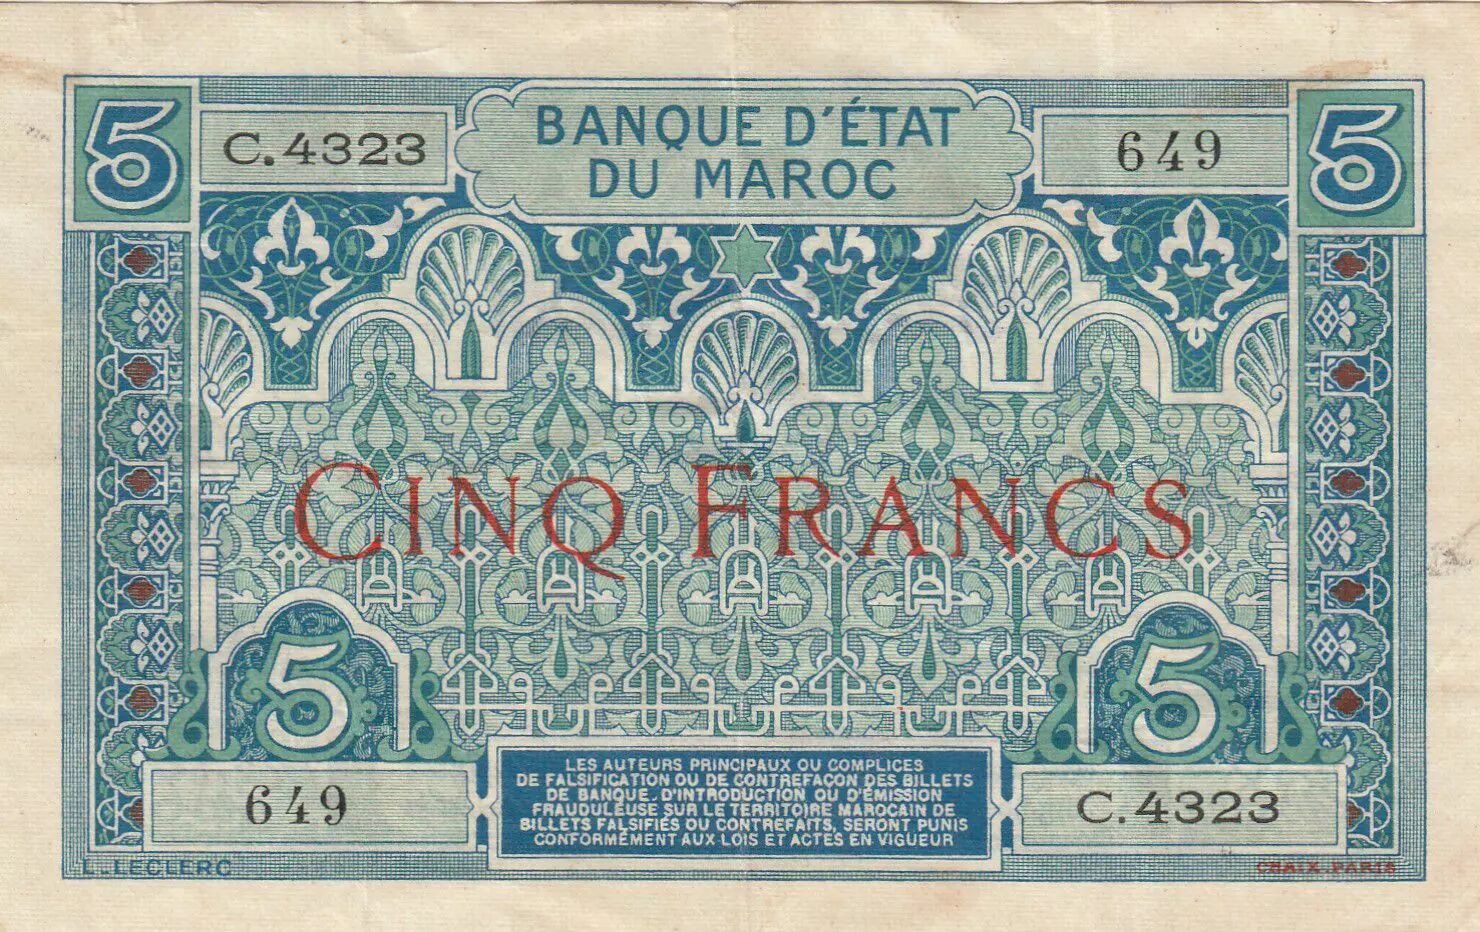 5
C.4323
BANQUE D'ÉTAT
DU MAROC
649
5
CINQ FRANCS
5
5
649
LES AUTEURS PRINCIPAUX OU COMPLICES
DE FALSIFICATION OU DE CONTREFACON DES BILLETS
DE BANQUE, D'INTRODUCTION OU D'ÉMISSION
FRAUDULEUSE SUR LE TERRITOIRE MAROCAIN DE
BILLETS FALSIFIÉS OU CONTREFAITS, SERONT PUNIS
CONFORMÉMENT AUX LOIS ET ACTES EN VIGUEUR
C.4323
L. LECLERC
CHAIX.PARIS